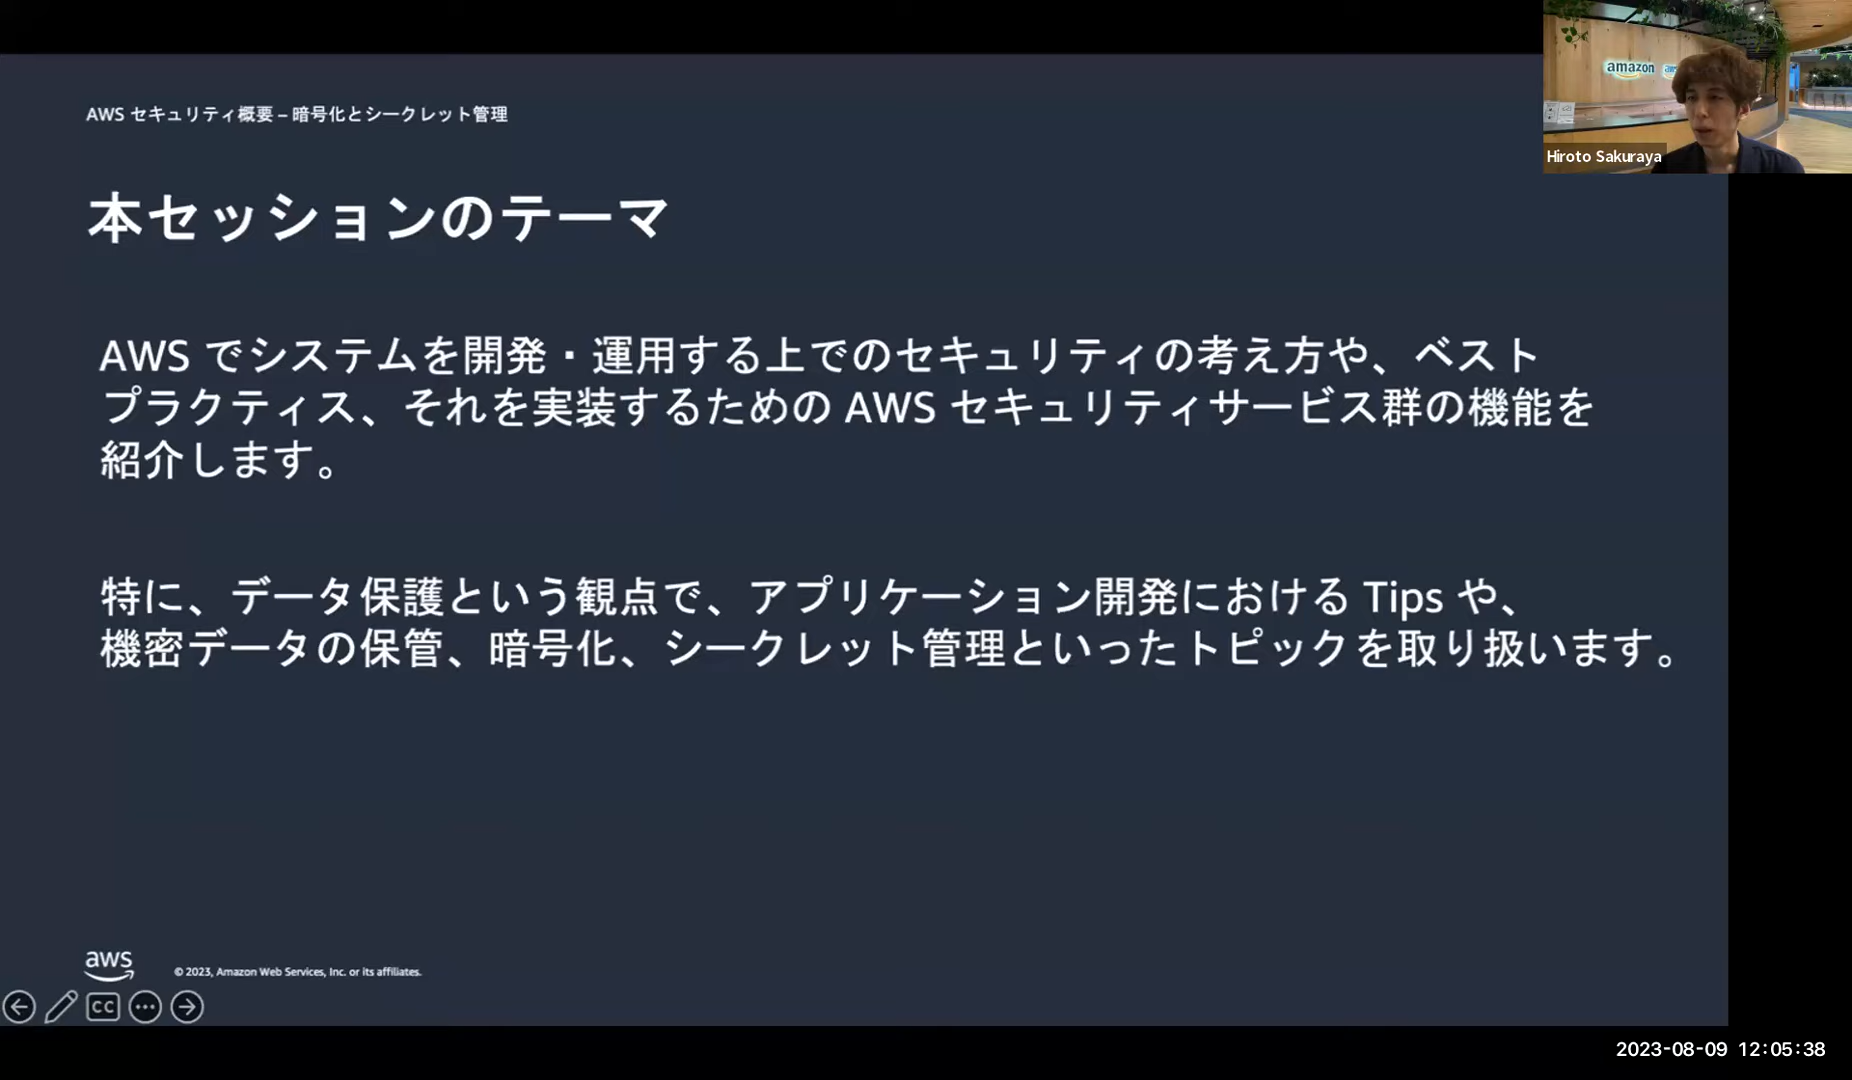 AWS セキュリティ概要 – 暗号化とシークレット管理
amazon
Hiroto Sakuraya
本セッションのテーマ
AWS でシステムを開発・運用する上でのセキュリティの考え方や、ベスト
プラクティス、それを実装するための AWS セキュリティサービス群の機能を
紹介します。
特に、データ保護という観点で、アプリケーション開発における Tips や、
機密データの保管、暗号化、シークレット管理といったトピックを取り扱います。
aws
© 2023, Amazon Web Services, Inc. or its affiliates.
CC
2023-08-09 12:05:38